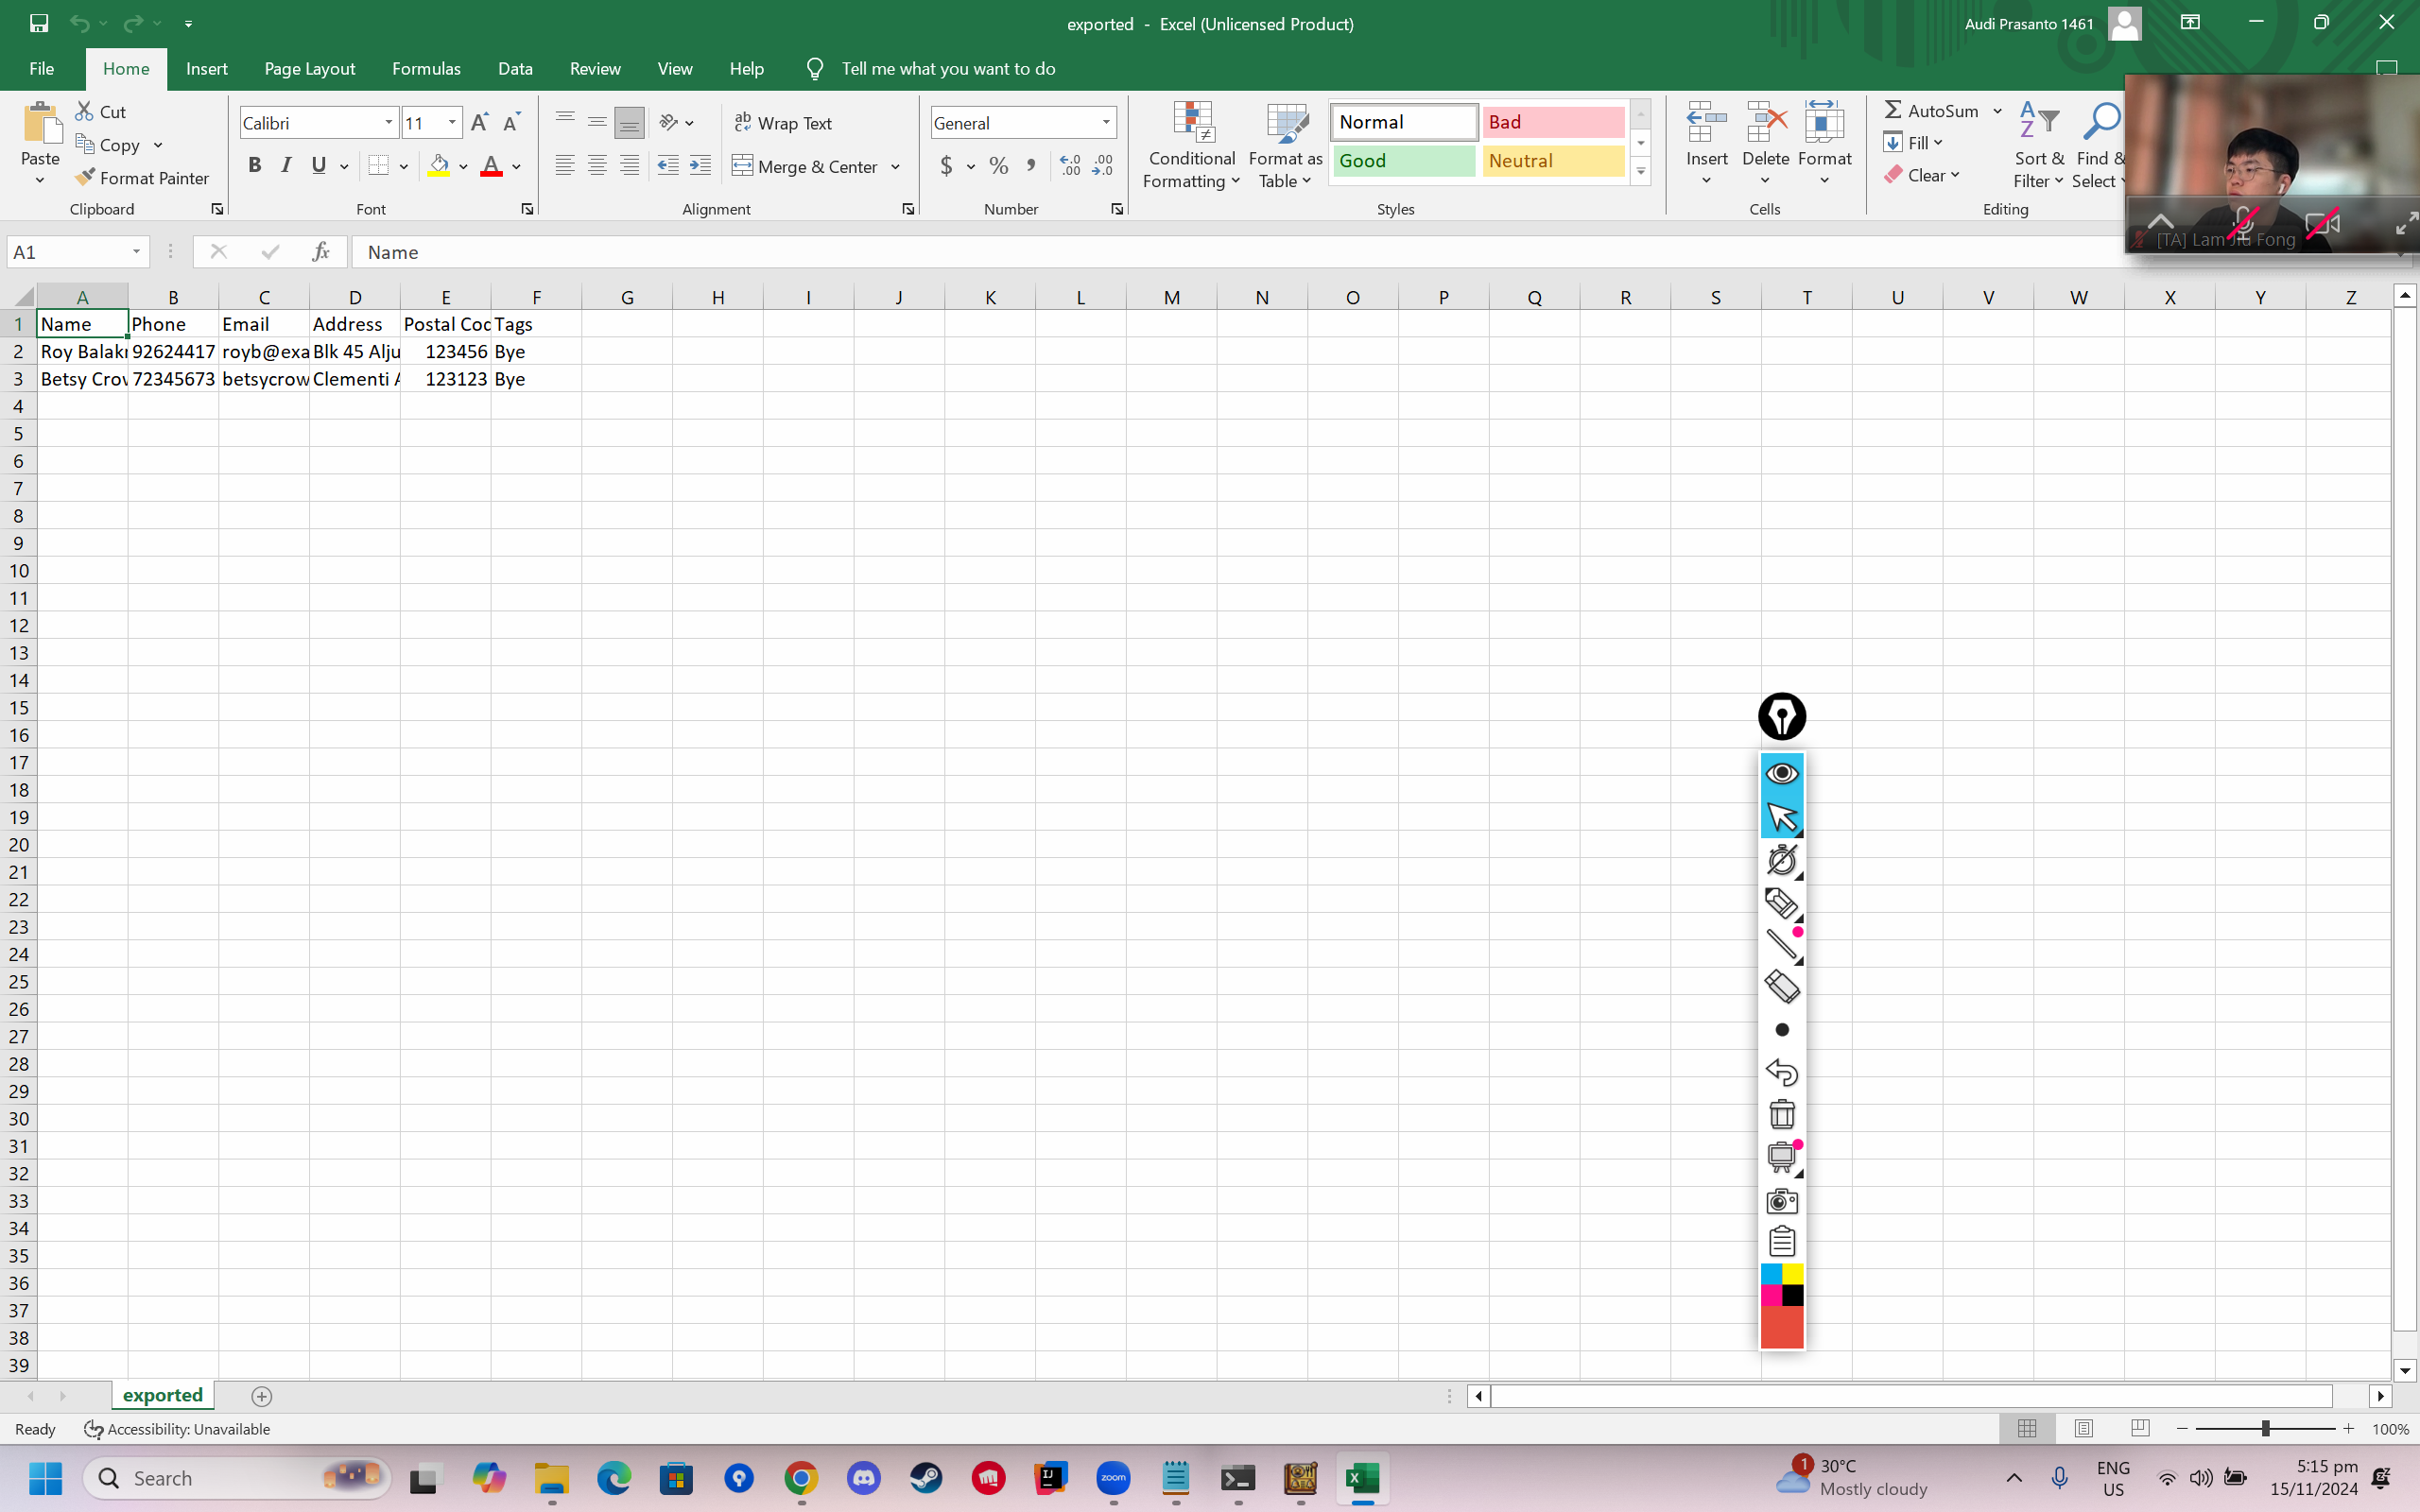 exported - Excel (Unlicensed Product)
Audi Prasanto 1461
File Home Insert Page Layout Formulas Data Review View Help Tell me what you want to do
Paste
Cut
Copy
Format Painter
Clipboard
Calibri 11
B I U
Font
Wrap Text
Merge & Center
Alignment
General
$ %
Number
Conditional Formatting
Format as Table
Normal Bad
Good Neutral
Styles
Insert Delete Format
Cells
AutoSum
Fill
Clear
Sort & Filter
Find & Select
Editing
[TA] Lam Jiu Fong
A1 fx Name
A B C D E F G H I J K L M N O P Q R S T U V W X Y Z
1 Name Phone Email Address Postal Coc Tags
2 Roy Balakr 92624417 royb@exa Blk 45 Alju 123456 Bye
3 Betsy Crov 72345673 betsycrow Clementi A 123123 Bye
4
5
6
7
8
9
10
11
12
13
14
15
16
17
18
19
20
21
22
23
24
25
26
27
28
29
30
31
32
33
34
35
36
37
38
39
exported
Ready Accessibility: Unavailable 100%
Search
zoom
1
30°C
Mostly cloudy
ENG
US
5:15 pm
15/11/2024